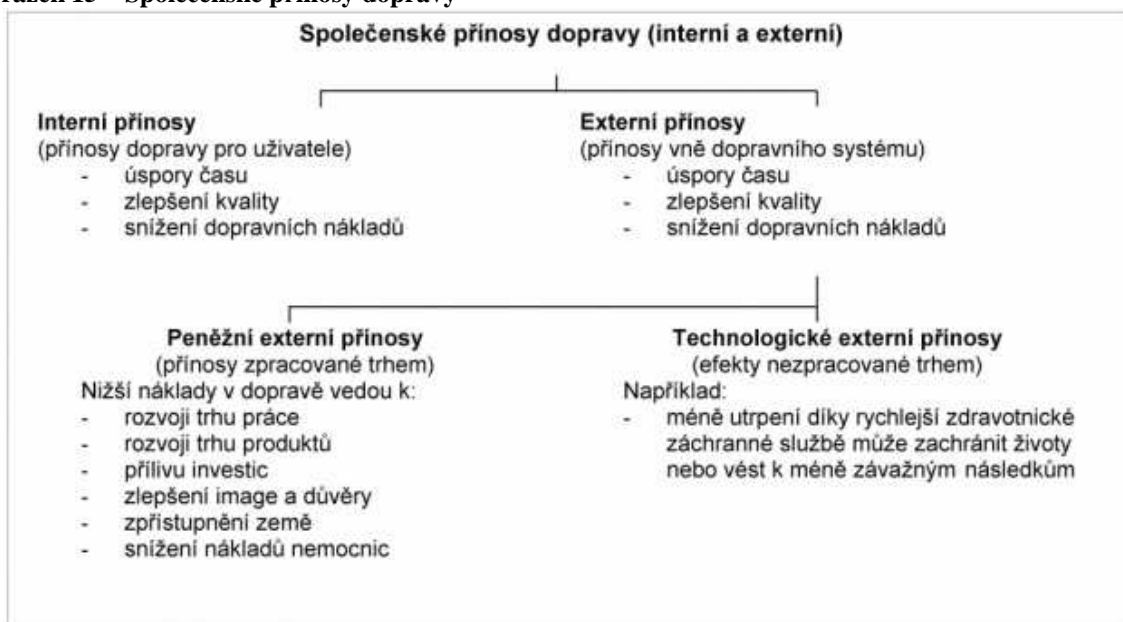 Společenské přínosy dopravy
Společenské přínosy dopravy (interní a externí)
Interní přínosy
(přínosy dopravy pro uživatele)
- úspory času
- zlepšení kvality
- snížení dopravních nákladů
Externí přínosy
(přínosy vně dopravního systému)
- úspory času
- zlepšení kvality
- snížení dopravních nákladů
Peněžní externí přínosy
(přínosy zpracované trhem)
Nižší náklady v dopravě vedou k:
- rozvoji trhu práce
- rozvoji trhu produktů
- přílivu investic
- zlepšení image a důvěry
- zpřístupnění země
- snížení nákladů nemocnic
Technologické externí přínosy
(efekty nezpracované trhem)
Například:
- méně utrpení díky rychlejší zdravotnické
záchranné službě může zachránit životy
nebo vést k méně závažným následkům